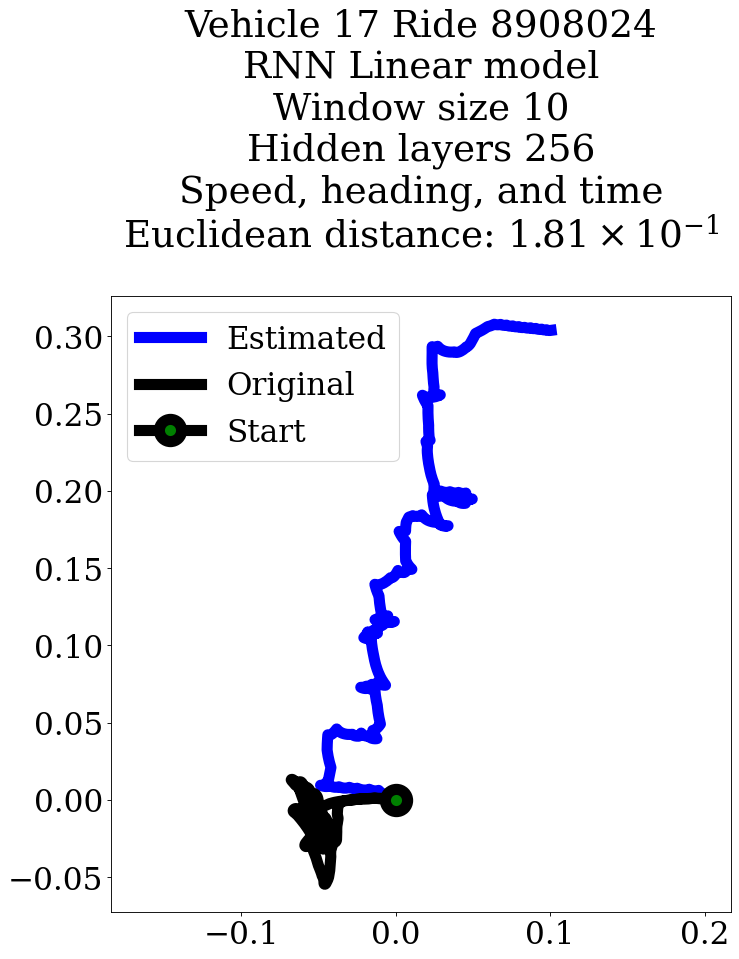 Vehicle 17 Ride 8908024
RNN Linear model
Window size 10
Hidden layers 256
Speed, heading, and time
Euclidean distance: 1.81 × 10⁻¹
Estimated
Original
Start
0.30
0.25
0.20
0.15
0.10
0.05
0.00
−0.05
−0.1
0.0
0.1
0.2